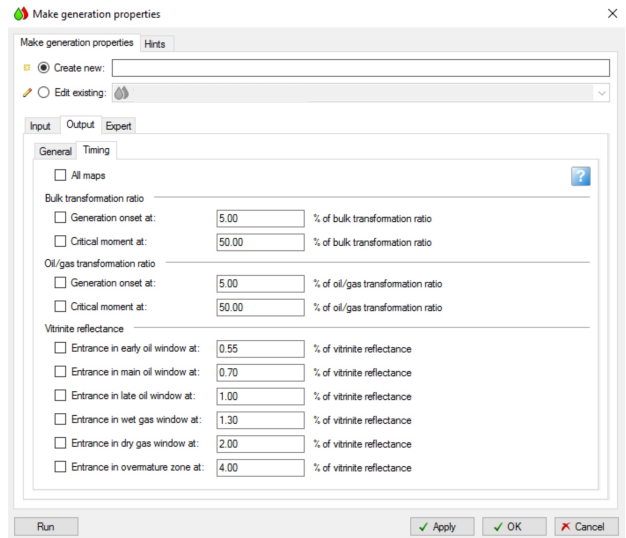 Make generation properties
Make generation properties Hints
Create new:
Edit existing:
Input Output Expert
General Timing
All maps
?
Bulk transformation ratio
Generation onset at: 5.00 % of bulk transformation ratio
Critical moment at: 50.00 % of bulk transformation ratio
Oil/gas transformation ratio
Generation onset at: 5.00 % of oil/gas transformation ratio
Critical moment at: 50.00 % of oil/gas transformation ratio
Vitrinite reflectance
Entrance in early oil window at: 0.55 % of vitrinite reflectance
Entrance in main oil window at: 0.70 % of vitrinite reflectance
Entrance in late oil window at: 1.00 % of vitrinite reflectance
Entrance in wet gas window at: 1.30 % of vitrinite reflectance
Entrance in dry gas window at: 2.00 % of vitrinite reflectance
Entrance in overmature zone at: 4.00 % of vitrinite reflectance
Run Apply OK Cancel